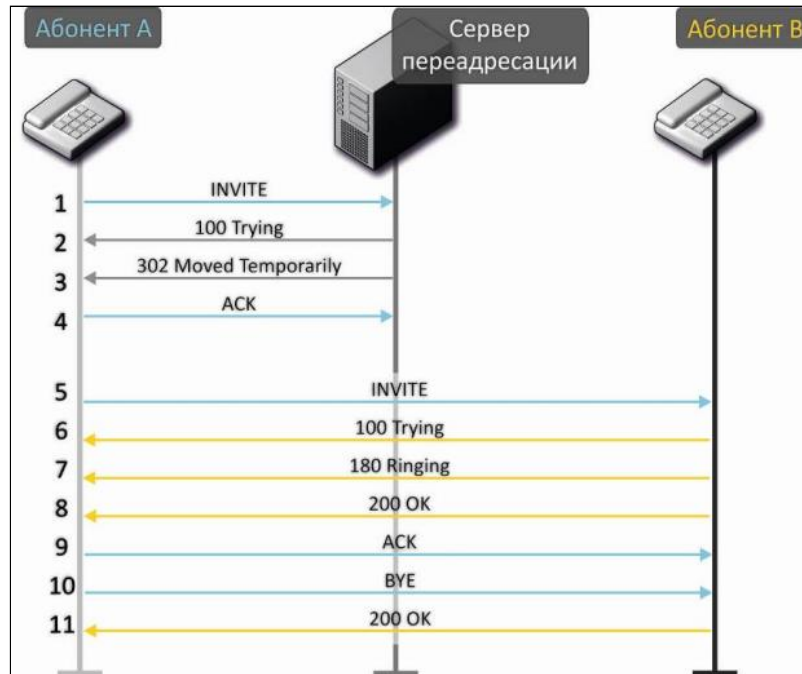 Абонент А
Сервер
переадресации
Абонент В
1
INVITE
2
100 Trying
3
302 Moved Temporarily
4
ACK
5
INVITE
6
100 Trying
7
180 Ringing
8
200 OK
9
ACK
10
BYE
11
200 OK